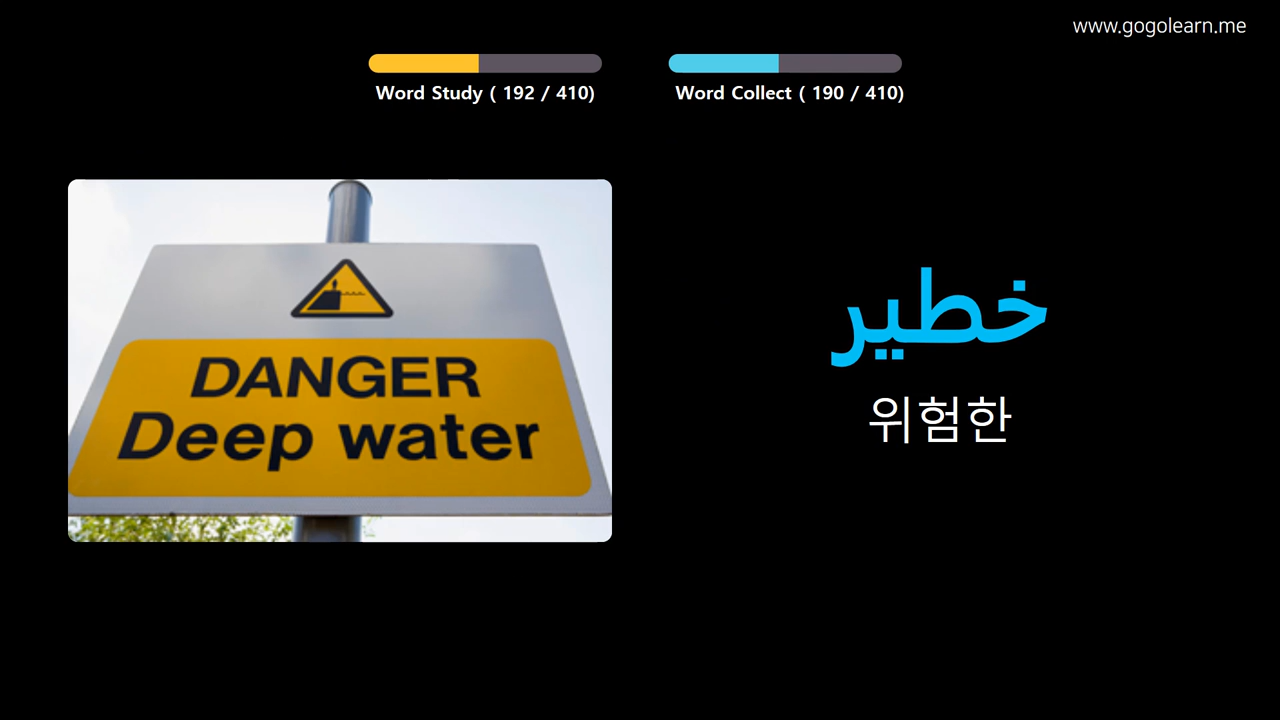 www.gogolearn.me
Word Study ( 192 / 410)
Word Collect ( 190 / 410)
DANGER
Deep water
خطير
위험한